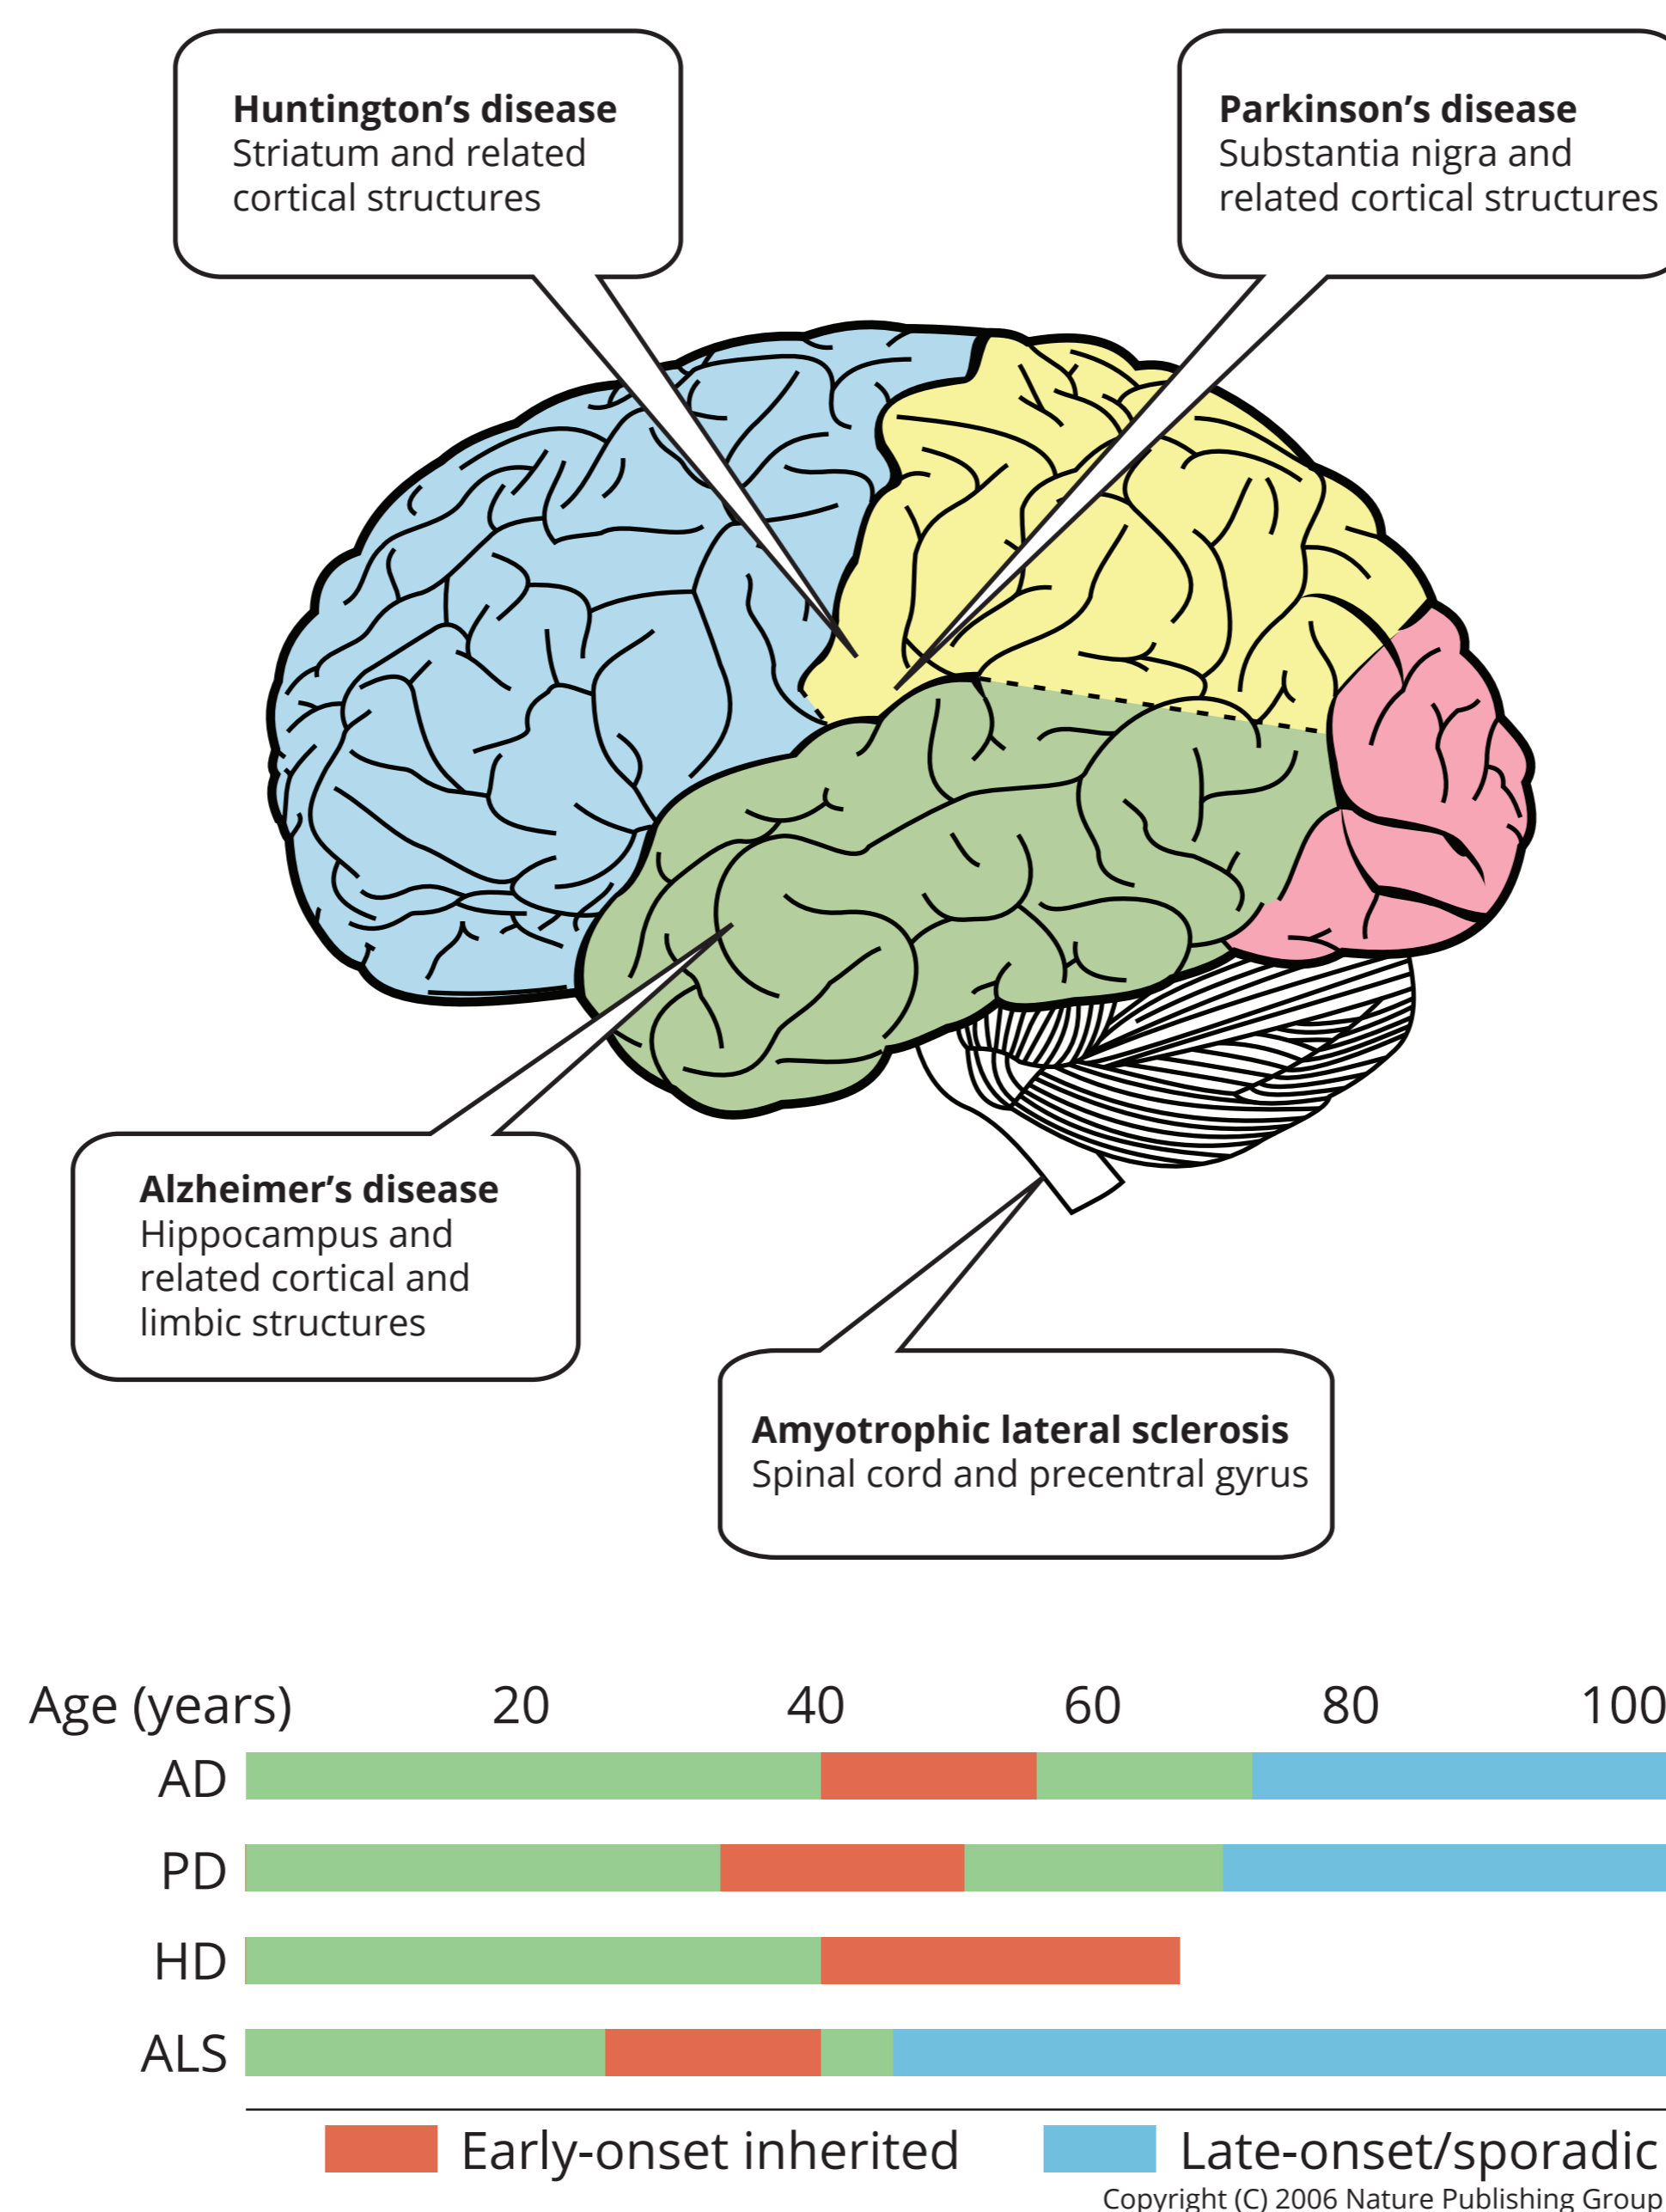 Huntington’s disease
Striatum and related
cortical structures
Parkinson’s disease
Substantia nigra and
related cortical structures
Alzheimer’s disease
Hippocampus and
related cortical and
limbic structures
Amyotrophic lateral sclerosis
Spinal cord and precentral gyrus
Age (years) 20 40 60 80 100
AD
PD
HD
ALS
Early-onset inherited Late-onset/sporadic
Copyright (C) 2006 Nature Publishing Group